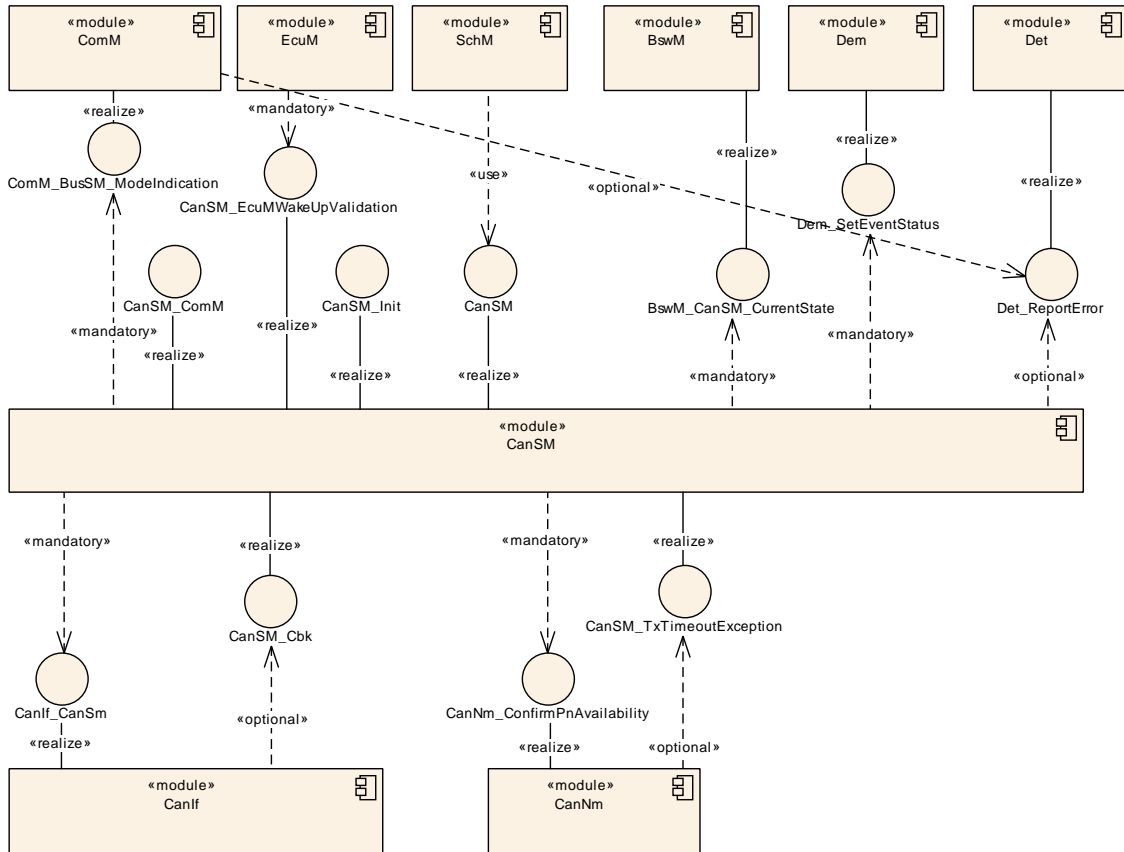 «module»
ComM
«module»
EcuM
«module»
SchM
«module»
BswM
«module»
Dem
«module»
Det
«realize»
«mandatory»
ComM_BusSM_ModeIndication
CanSM_EcuMWakeUpValidation
«use»
«optional»
«realize»
«realize»
«realize»
Dem_SetEventStatus
CanSM_ComM
CanSM_Init
CanSM
BswM_CanSM_CurrentState
Det_ReportError
«mandatory»
«realize»
«realize»
«realize»
«realize»
«mandatory»
«mandatory»
«optional»
«module»
CanSM
«mandatory»
«realize»
«mandatory»
«realize»
CanSM_Cbk
CanSM_TxTimeoutException
CanIf_CanSm
«optional»
CanNm_ConfirmPnAvailability
«realize»
«realize»
«optional»
«module»
CanIf
«module»
CanNm